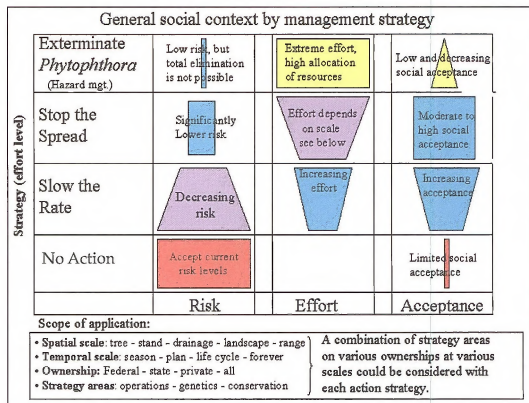 General social context by management strategy
Strategy (effort level)
Exterminate
Phytophthora
(Hazard mgt.)
Low risk, but
total elimination
is not possible
Extreme effort,
high allocation
of resources
Low and decreasing
social acceptance
Stop the
Spread
Significantly
Lower risk
Effort depends
on scale
see below
Moderate to
high social
acceptance
Slow the
Rate
Decreasing
risk
Increasing
effort
Increasing
acceptance
No Action
Accept current
risk levels
Limited social
acceptance
Risk
Effort
Acceptance
Scope of application:
• Spatial scale: tree - stand - drainage - landscape - range
• Temporal scale: season - plan - life cycle - forever
• Ownership: Federal - state - private - all
• Strategy areas: operations - genetics - conservation
A combination of strategy areas
on various ownerships at various
scales could be considered with
each action strategy.